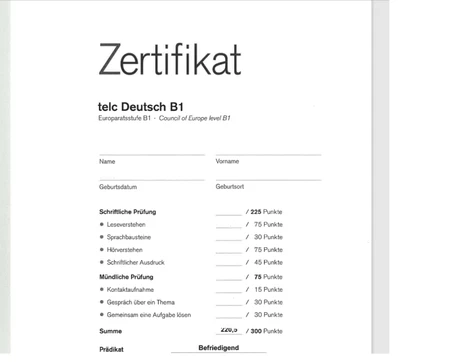 Zertifikat
telc Deutsch B1
Europaratsstufe B1 - Council of Europe level B1
Name Vorname
Geburtsdatum Geburtsort
Schriftliche Prüfung / 225 Punkte
Leseverstehen / 75 Punkte
Sprachbausteine / 30 Punkte
Hörverstehen / 75 Punkte
Schriftlicher Ausdruck / 45 Punkte
Mündliche Prüfung / 75 Punkte
Kontaktaufnahme / 15 Punkte
Gespräch über ein Thema / 30 Punkte
Gemeinsam eine Aufgabe lösen / 30 Punkte
Summe 220,5 / 300 Punkte
Prädikat Befriedigend